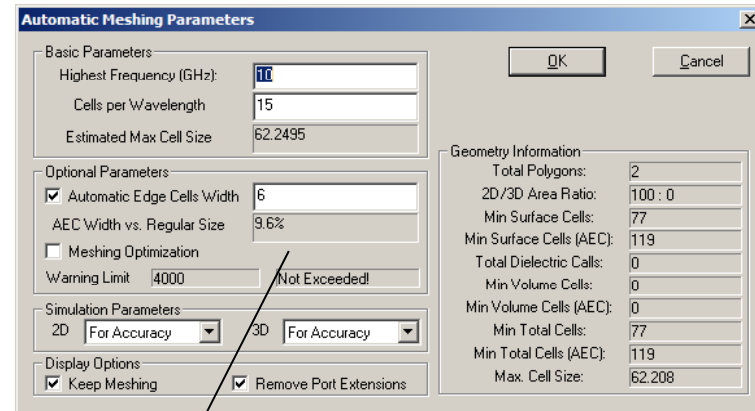 Automatic Meshing Parameters
Basic Parameters
Highest Frequency (GHz): 10
Cells per Wavelength 15
Estimated Max Cell Size 62.2495
OK Cancel
Optional Parameters
Automatic Edge Cells Width 6
AEC Width vs. Regular Size 9.6%
Meshing Optimization
Warning Limit 4000 Not Exceeded!
Simulation Parameters
2D For Accuracy 3D For Accuracy
Display Options
Keep Meshing Remove Port Extensions
Geometry Information
Total Polygons: 2
2D/3D Area Ratio: 100 : 0
Min Surface Cells: 77
Min Surface Cells (AEC): 119
Total Dielectric Calls: 0
Min Volume Cells: 0
Min Volume Cells (AEC): 0
Min Total Cells: 77
Min Total Cells (AEC): 119
Max. Cell Size: 62.208